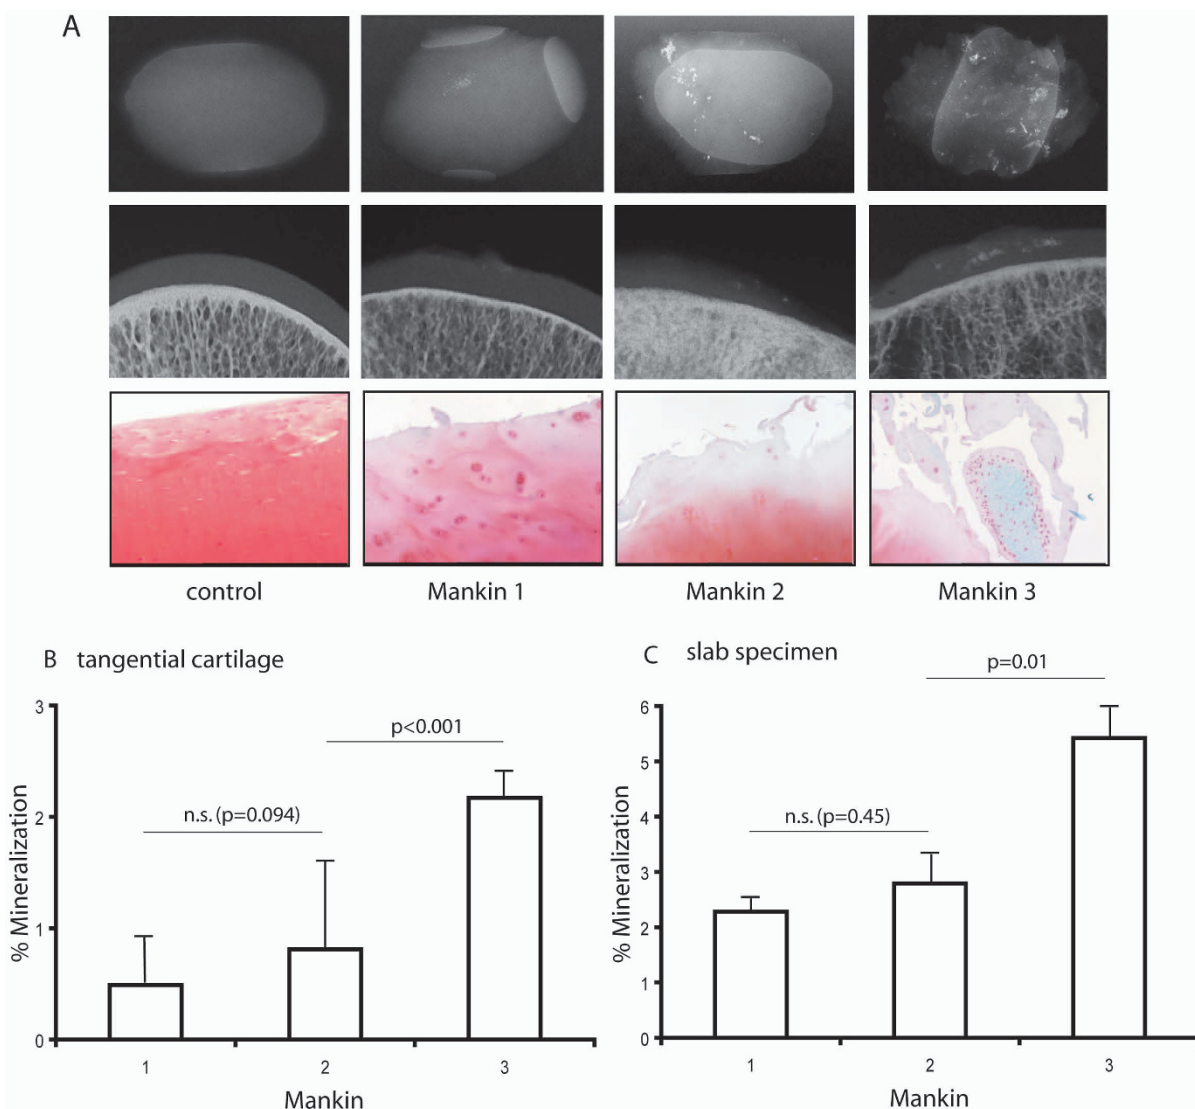 A
control
Mankin 1
Mankin 2
Mankin 3
B tangential cartilage
% Mineralization
3
2
1
0
n.s. (p=0.094)
p<0.001
1
2
3
Mankin
C slab specimen
% Mineralization
6
5
4
3
2
1
0
n.s. (p=0.45)
p=0.01
1
2
3
Mankin